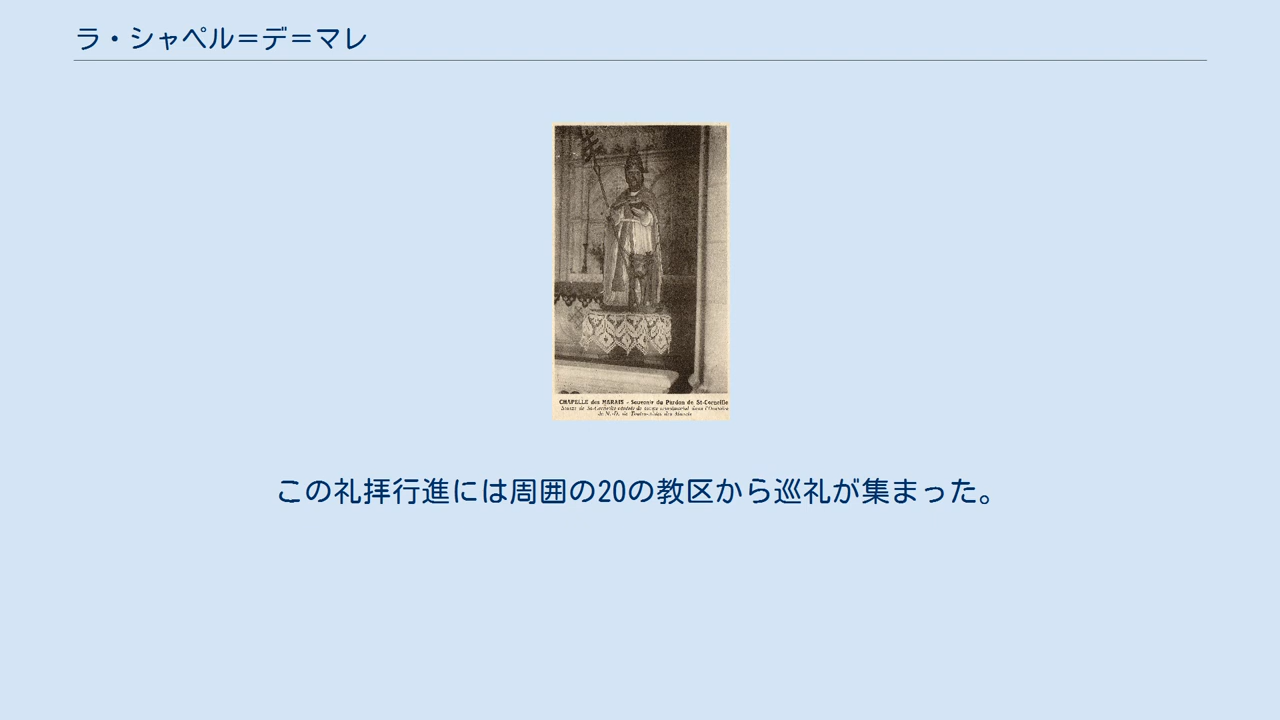 ラ・シャペル＝デ＝マレ
CHAPELLE des MARAIS - Souvenir du Pardon de St-Corneille
この礼拝行進には周囲の20の教区から巡礼が集まった。